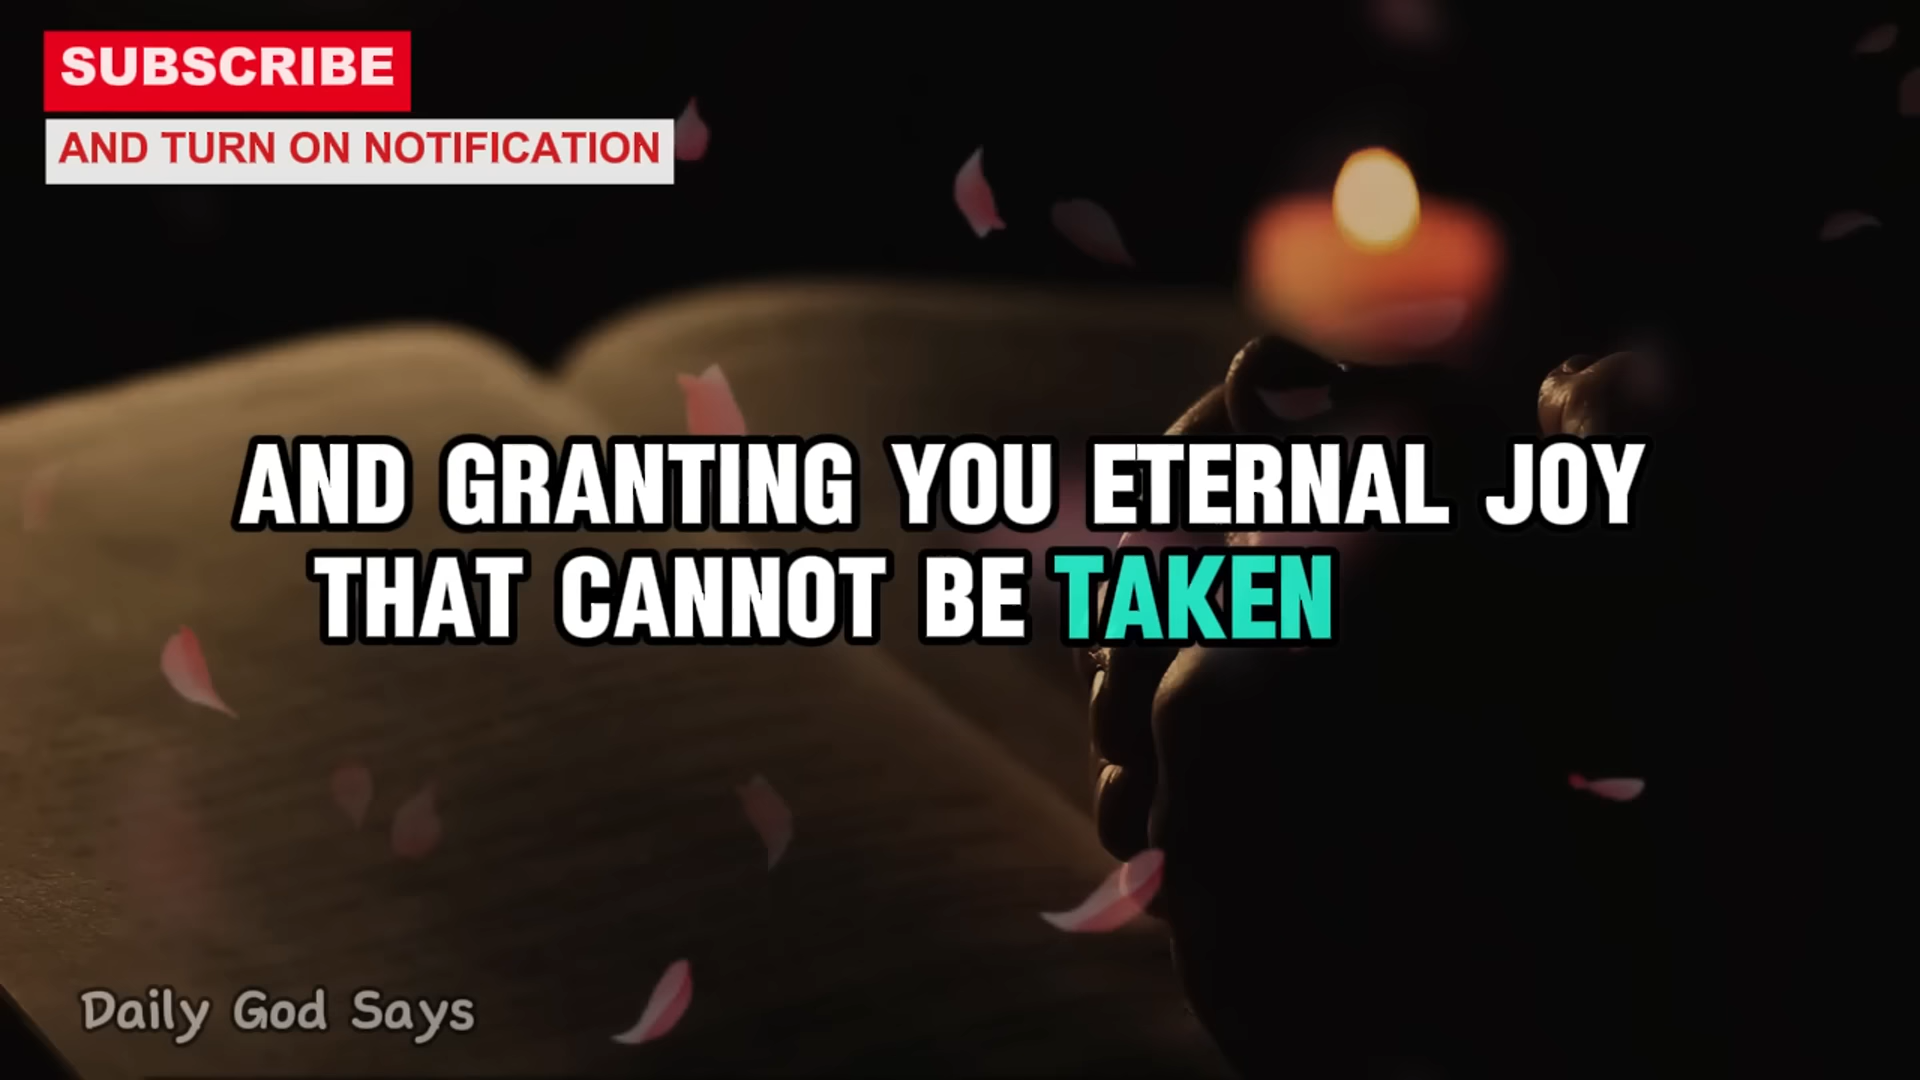 SUBSCRIBE
AND TURN ON NOTIFICATION
AND GRANTING YOU ETERNAL JOY
THAT CANNOT BE TAKEN
Daily God Says